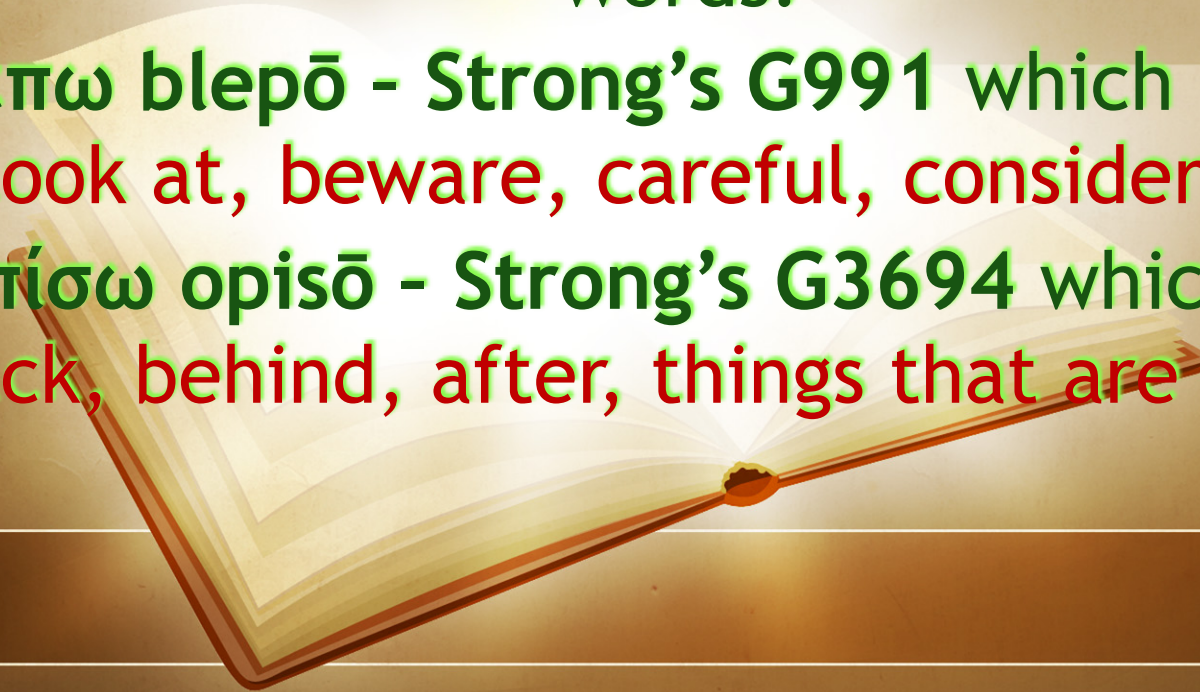 words:
πω blepō – Strong’s G991 which
ook at, beware, careful, consider
πίσω opisō – Strong’s G3694 whic
ck, behind, after, things that are